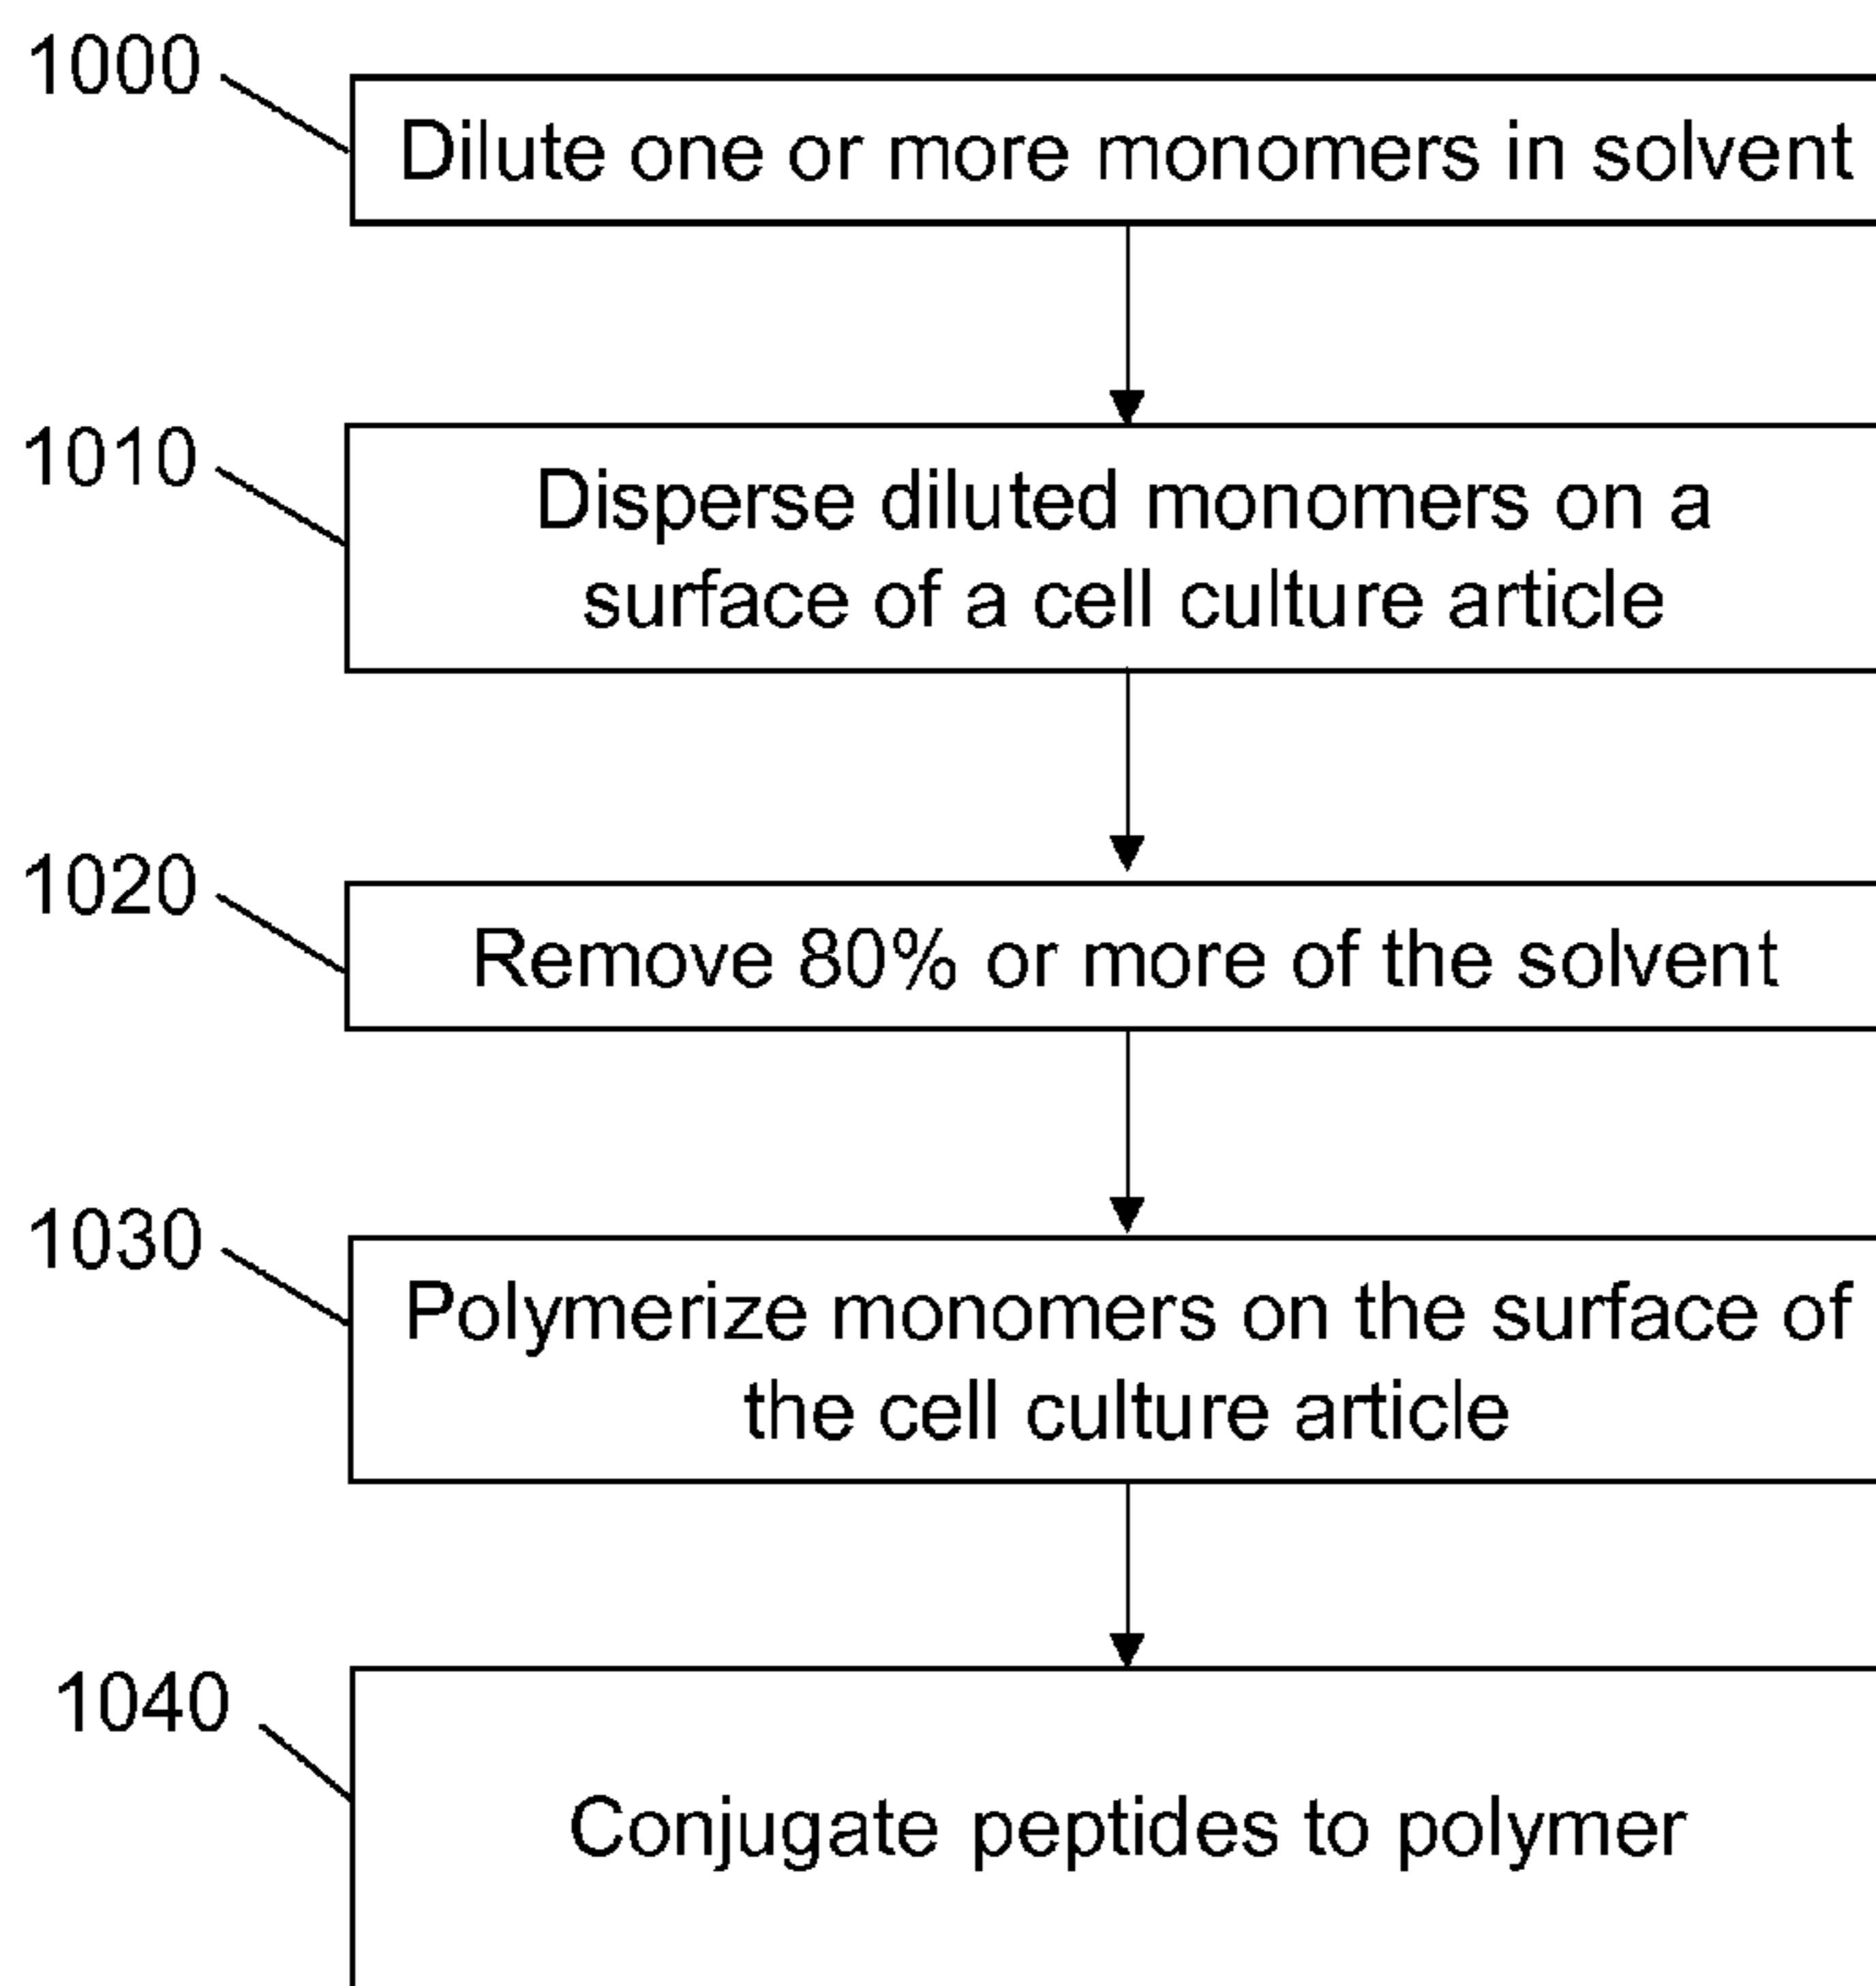 1000
Dilute one or more monomers in solvent
1010
Disperse diluted monomers on a
surface of a cell culture article
1020
Remove 80% or more of the solvent
1030
Polymerize monomers on the surface of
the cell culture article
1040
Conjugate peptides to polymer